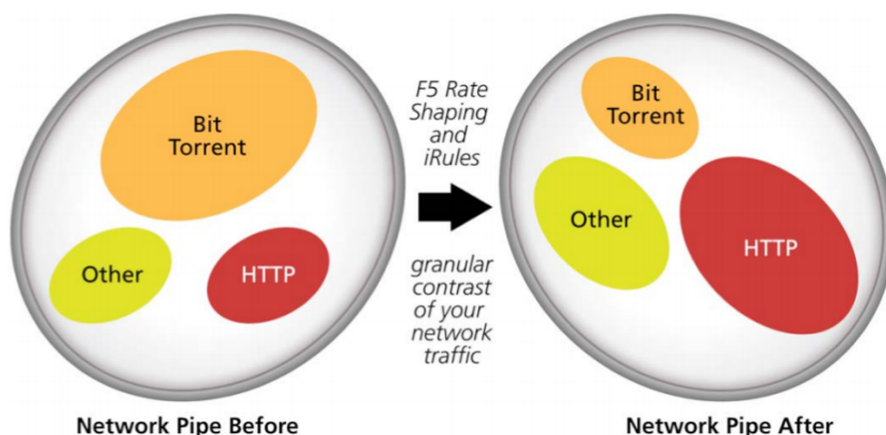 Bit
Torrent
Other
HTTP
Network Pipe Before
F5 Rate
Shaping
and
iRules
granular
contrast
of your
network
traffic
Bit
Torrent
Other
HTTP
Network Pipe After